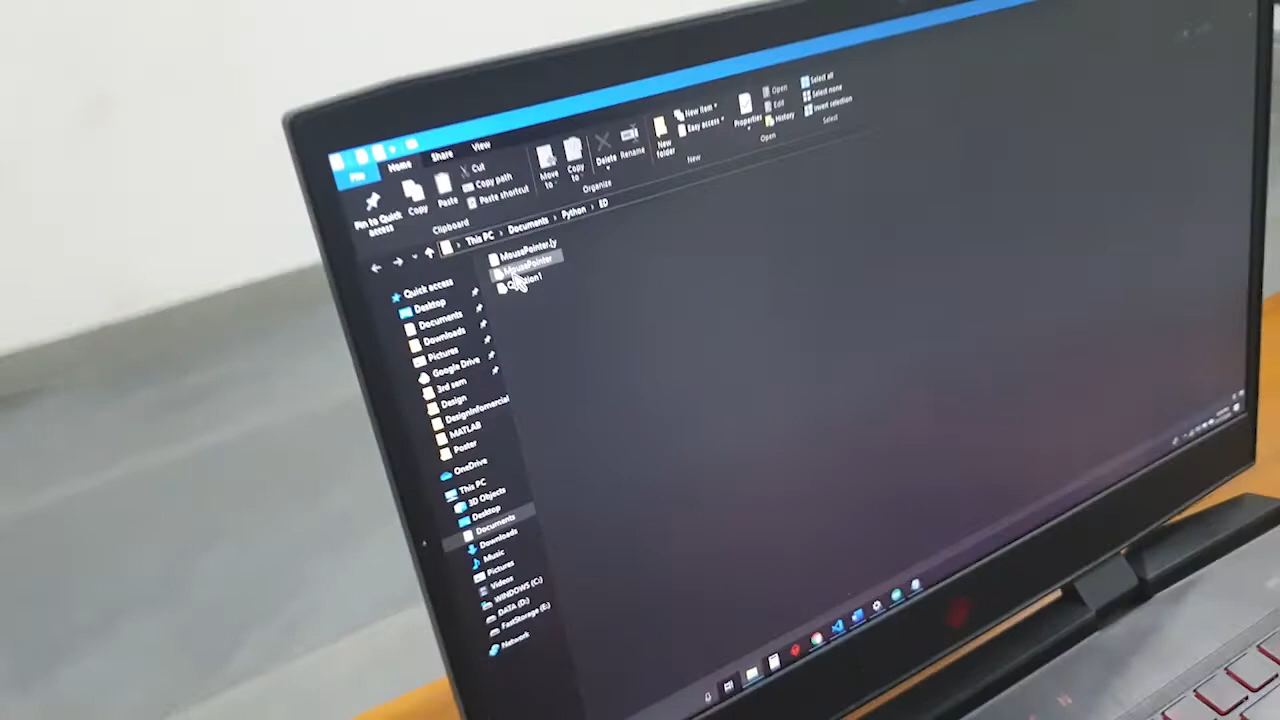 File
Home
Share
View
Pin to Quick access
Copy
Paste
Cut
Copy path
Paste shortcut
Clipboard
Move to
Copy to
Delete
Rename
Organize
New folder
New item
Easy access
New
Properties
Open
Edit
History
Open
Select all
Select none
Invert selection
Select
This PC > Documents > Python > ED
MousePointer
Quick access
Desktop
Documents
Downloads
Pictures
Google Drive
3rd sem
Design
MATLAB
Poster
OneDrive
This PC
3D Objects
Desktop
Documents
Downloads
Music
Pictures
Videos
WINDOWS (C:)
DATA (D:)
FastStorage (E:)
Network